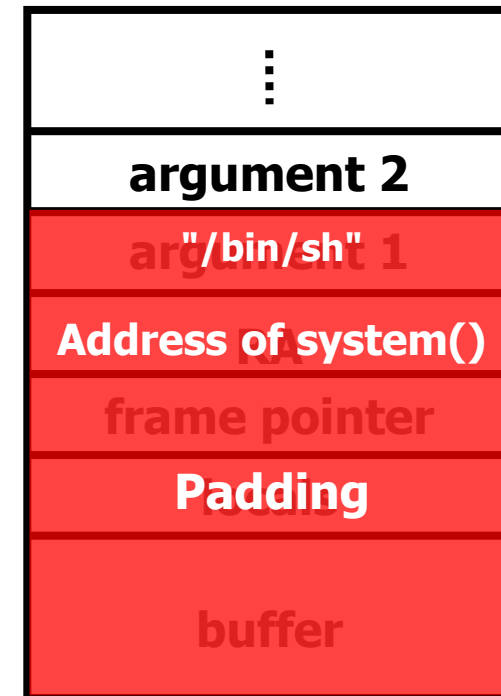 ⋮
argument 2
"/bin/sh"
argument 1
Address of system()
RA
frame pointer
Padding
locals
buffer